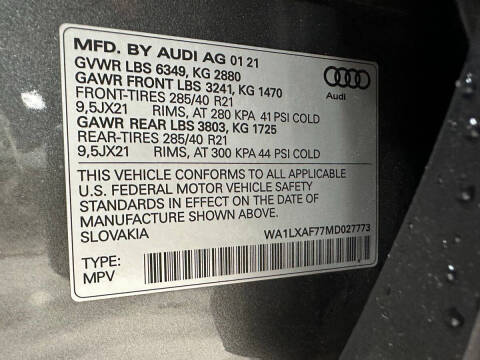 MFD. BY AUDI AG 01 21
GVWR LBS 6349, KG 2880
GAWR FRONT LBS 3241, KG 1470
FRONT-TIRES 285/40 R21
9,5JX21 RIMS, AT 280 KPA 41 PSI COLD
GAWR REAR LBS 3803, KG 1725
REAR-TIRES 285/40 R21
9,5JX21 RIMS, AT 300 KPA 44 PSI COLD
Audi
THIS VEHICLE CONFORMS TO ALL APPLICABLE
U.S. FEDERAL MOTOR VEHICLE SAFETY
STANDARDS IN EFFECT ON THE DATE OF
MANUFACTURE SHOWN ABOVE.
SLOVAKIA WA1LXAF77MD027773
TYPE:
MPV